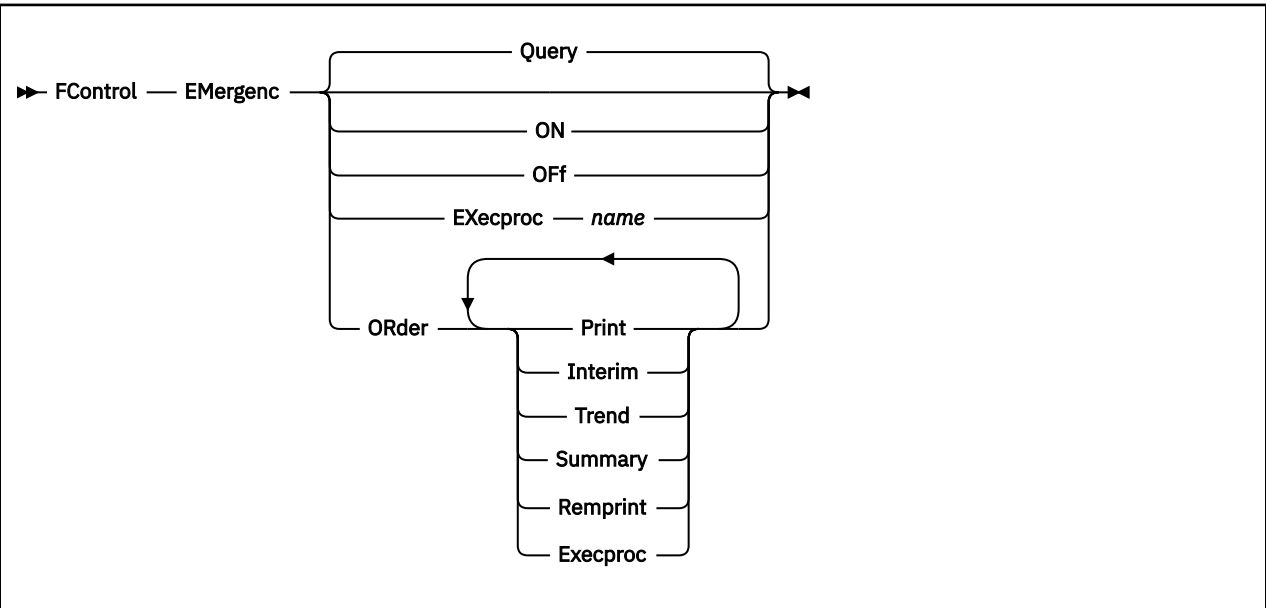 Query
FControl EMergenc
ON
OFf
EXecproc name
ORder Print
Interim
Trend
Summary
Remprint
Execproc